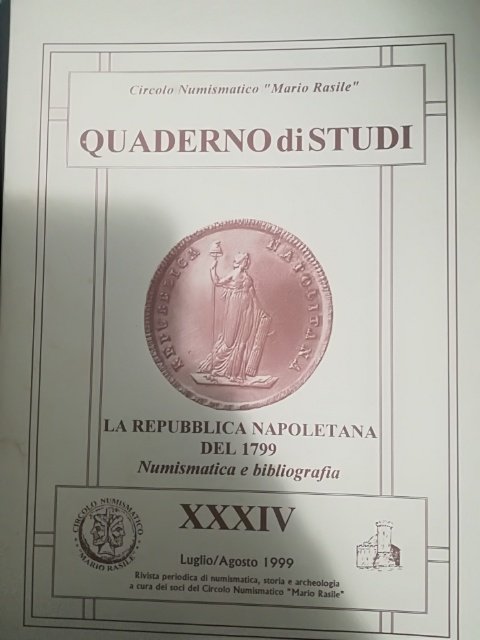 Circolo Numismatico "Mario Rasile"
QUADERNO di STUDI
REPUBBLICA NAPOLITANA
LA REPUBBLICA NAPOLETANA
DEL 1799
Numismatica e bibliografia
XXXIV
CIRCOLO NUMISMATICO
"MARIO RASILE"
Luglio/Agosto 1999
Rivista periodica di numismatica, storia e archeologia
a cura dei soci del Circolo Numismatico "Mario Rasile"